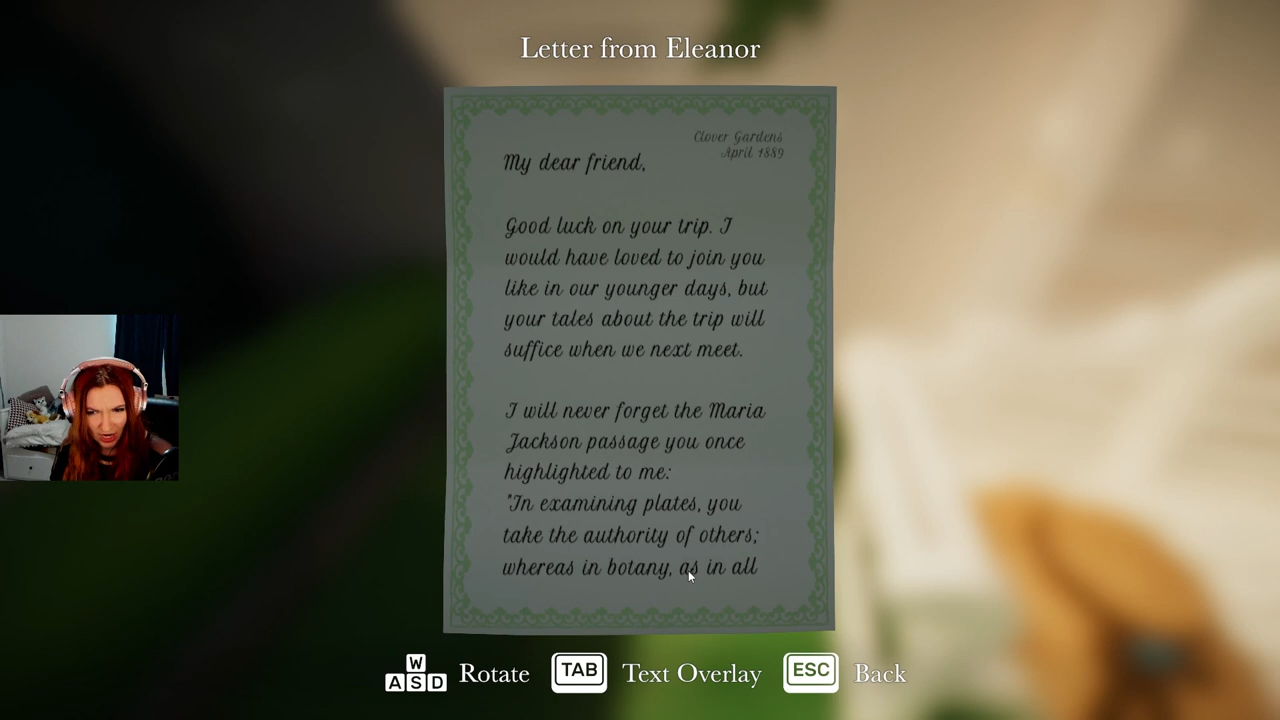 Letter from Eleanor
Clover Gardens
April 1889
My dear friend,
Good luck on your trip. I
would have loved to join you
like in our younger days, but
your tales about the trip will
suffice when we next meet.
I will never forget the Maria
Jackson passage you once
highlighted to me:
"In examining plates, you
take the authority of others;
whereas in botany, as in all
W
A S D Rotate TAB Text Overlay ESC Back